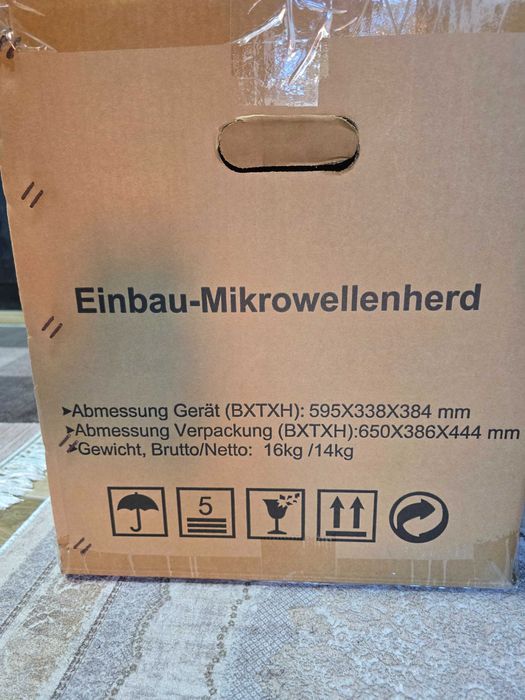 Einbau-Mikrowellenherd
➤Abmessung Gerät (BXTXH): 595X338X384 mm
➤Abmessung Verpackung (BXTXH):650X386X444 mm
➤Gewicht, Brutto/Netto: 16kg /14kg
5